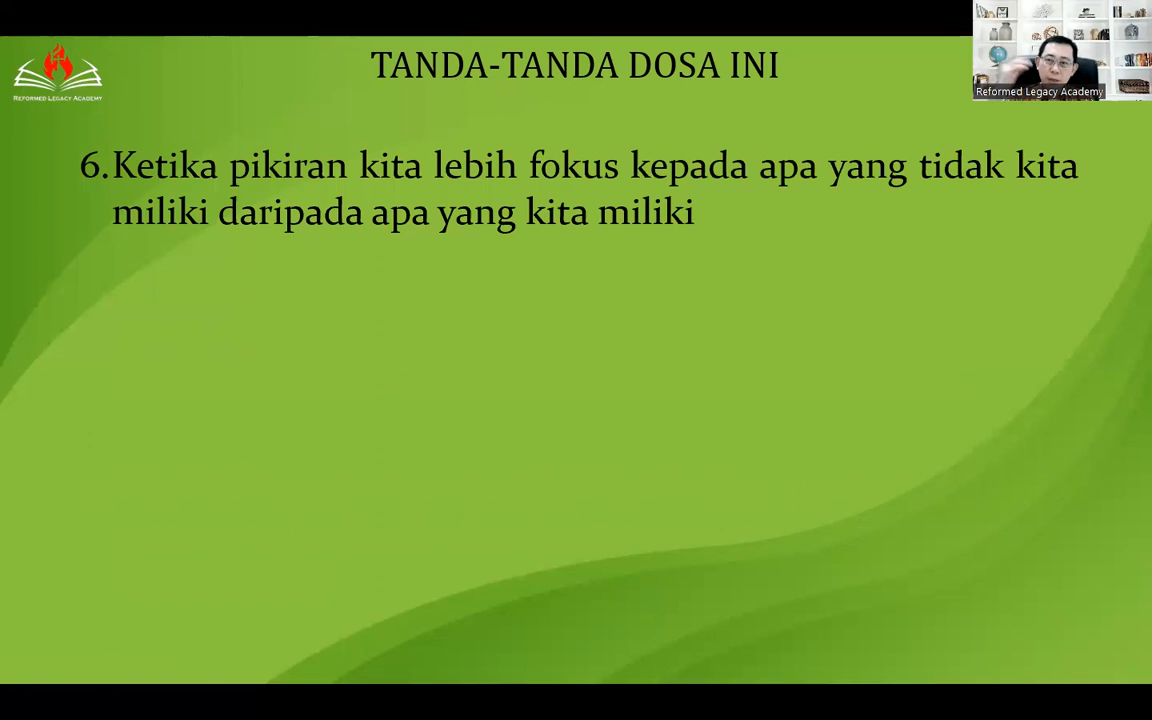 TANDA-TANDA DOSA INI
REFORMED LEGACY ACADEMY
Reformed Legacy Academy
6.Ketika pikiran kita lebih fokus kepada apa yang tidak kita
miliki daripada apa yang kita miliki